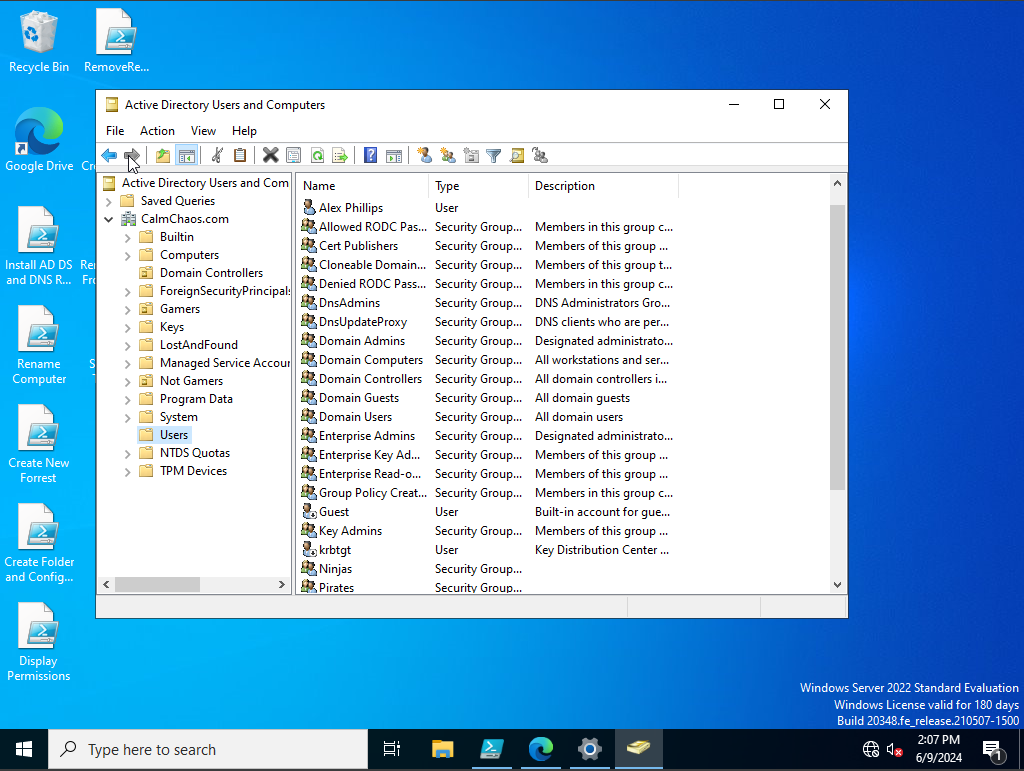 Recycle Bin
RemoveRe...
Google Drive
Install AD DS
and DNS R...
Rename
Computer
Create New
Forrest
Create Folder
and Config...
Display
Permissions
Active Directory Users and Computers
File Action View Help
Active Directory Users and Com
Saved Queries
CalmChaos.com
Builtin
Computers
Domain Controllers
ForeignSecurityPrincipals
Gamers
Keys
LostAndFound
Managed Service Accour
Not Gamers
Program Data
System
Users
NTDS Quotas
TPM Devices
Name Type Description
Alex Phillips User
Allowed RODC Pas... Security Group... Members in this group c...
Cert Publishers Security Group... Members of this group ...
Cloneable Domain... Security Group... Members of this group t...
Denied RODC Pass... Security Group... Members in this group c...
DnsAdmins Security Group... DNS Administrators Gro...
DnsUpdateProxy Security Group... DNS clients who are per...
Domain Admins Security Group... Designated administrato...
Domain Computers Security Group... All workstations and ser...
Domain Controllers Security Group... All domain controllers i...
Domain Guests Security Group... All domain guests
Domain Users Security Group... All domain users
Enterprise Admins Security Group... Designated administrato...
Enterprise Key Ad... Security Group... Members of this group ...
Enterprise Read-o... Security Group... Members of this group ...
Group Policy Creat... Security Group... Members in this group c...
Guest User Built-in account for gue...
Key Admins Security Group... Members of this group ...
krbtgt User Key Distribution Center ...
Ninjas Security Group...
Pirates Security Group...
Windows Server 2022 Standard Evaluation
Windows License valid for 180 days
Build 20348.fe_release.210507-1500
Type here to search
2:07 PM
6/9/2024
1